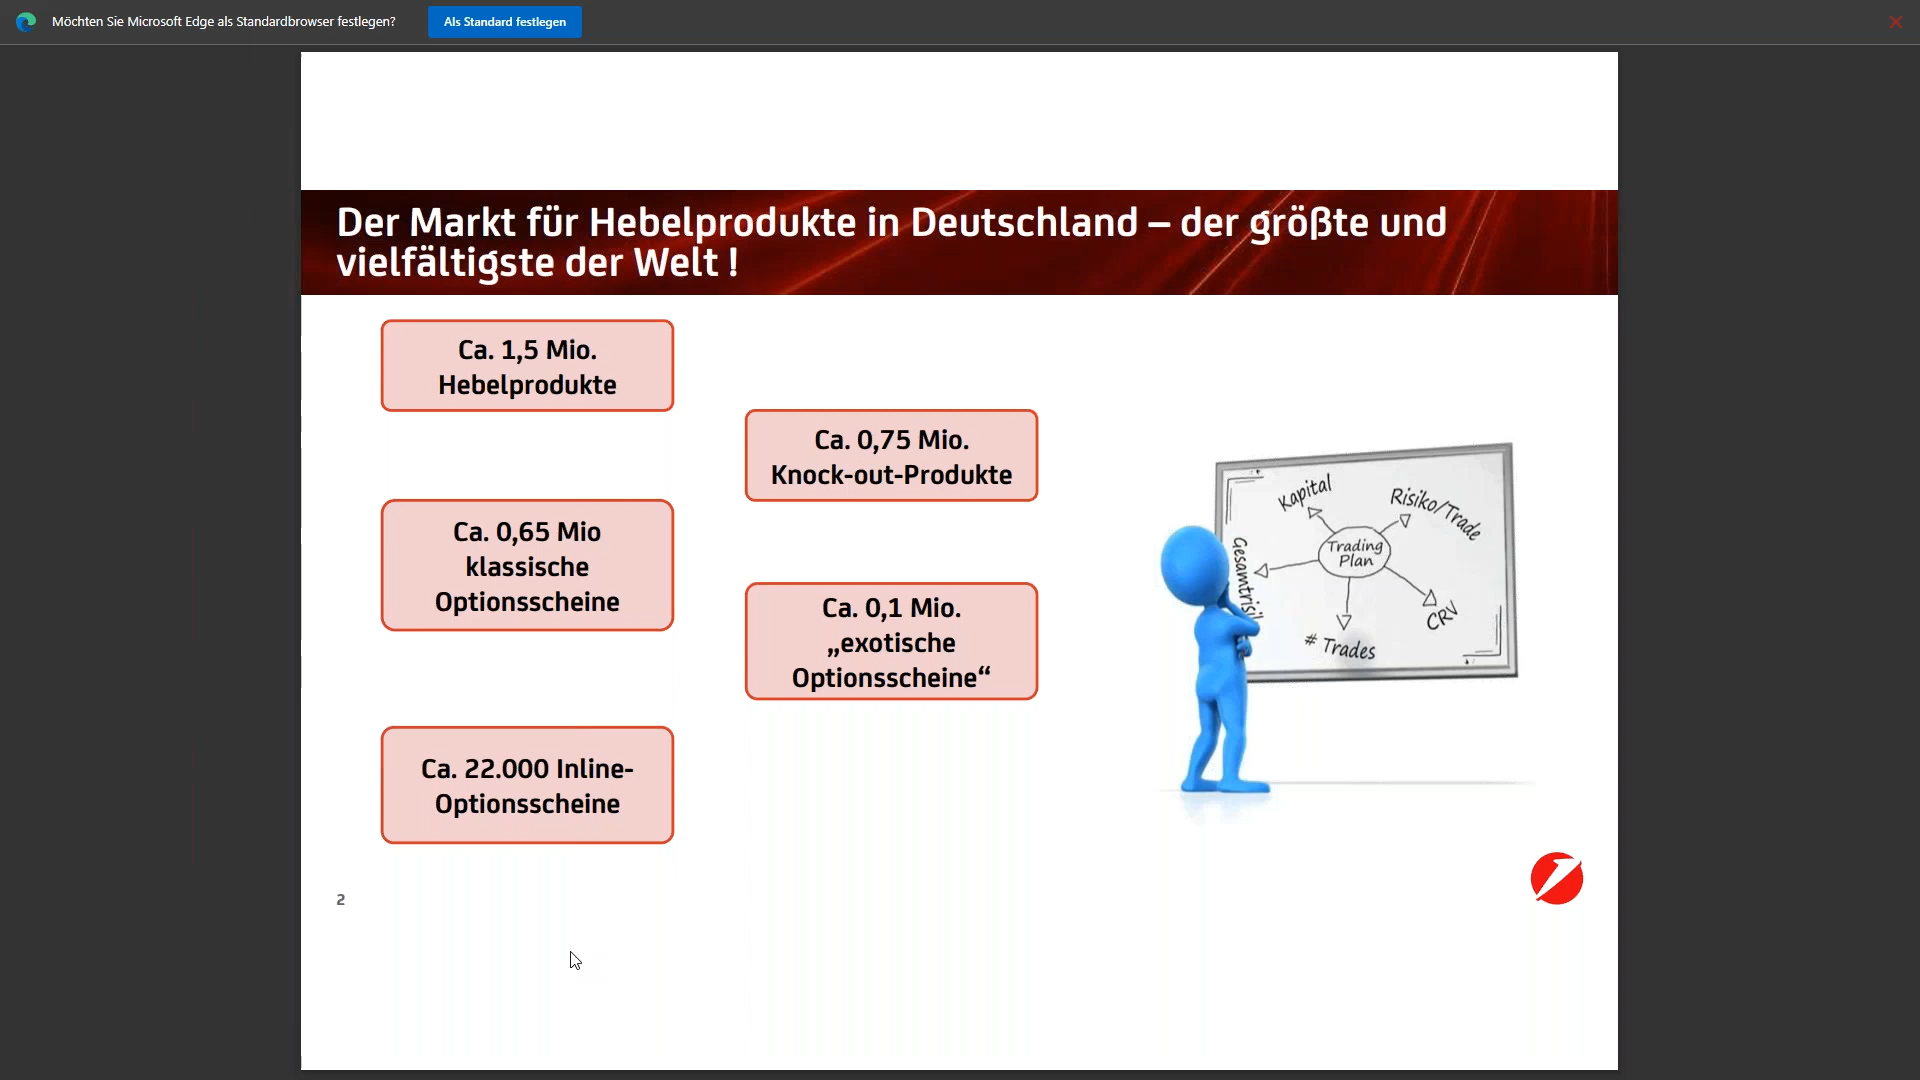 Möchten Sie Microsoft Edge als Standardbrowser festlegen?
Als Standard festlegen
Der Markt für Hebelprodukte in Deutschland – der größte und
vielfältigste der Welt !
Ca. 1,5 Mio.
Hebelprodukte
Ca. 0,75 Mio.
Knock-out-Produkte
Ca. 0,65 Mio
klassische
Optionsscheine
Ca. 0,1 Mio.
„exotische
Optionsscheine“
Ca. 22.000 Inline-
Optionsscheine
Kapital
Risiko/Trade
Trading
Plan
CRV
# Trades
2